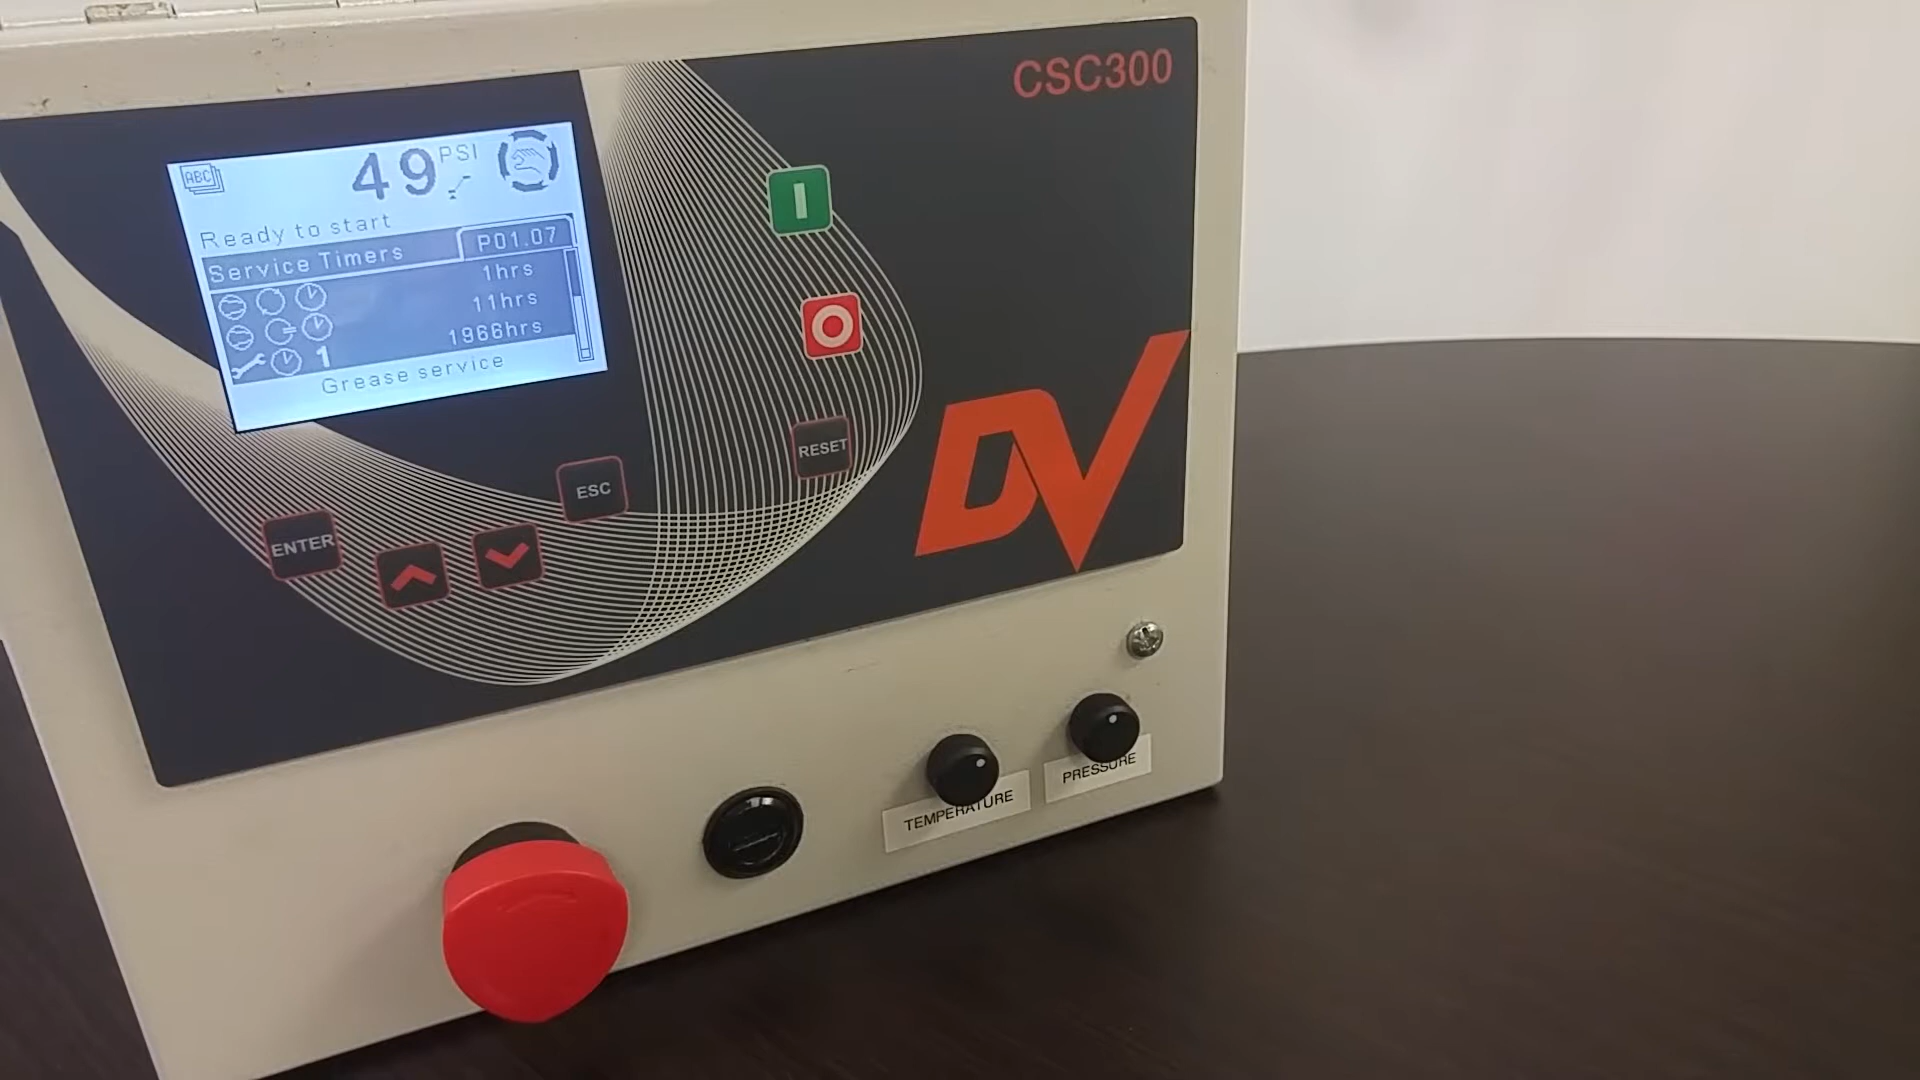 CSC300
ABC
49 PSI
Ready to start
Service Timers P01.07
1hrs
11hrs
1 1966hrs
Grease service
RESET
ESC
ENTER
DV
PRESSURE
TEMPERATURE